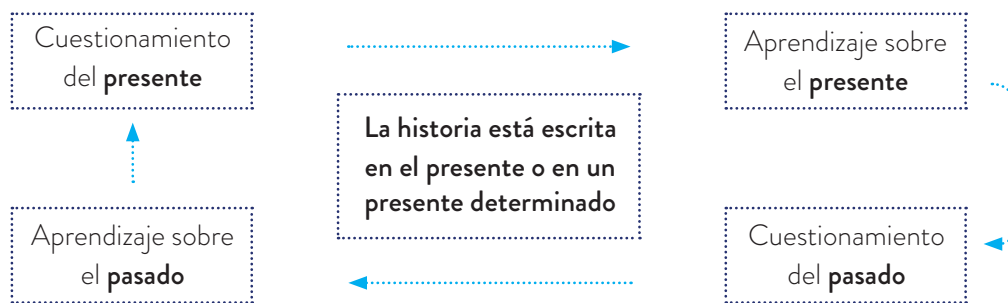 Cuestionamiento
del presente
Aprendizaje sobre
el presente
La historia está escrita
en el presente o en un
presente determinado
Aprendizaje sobre
el pasado
Cuestionamiento
del pasado